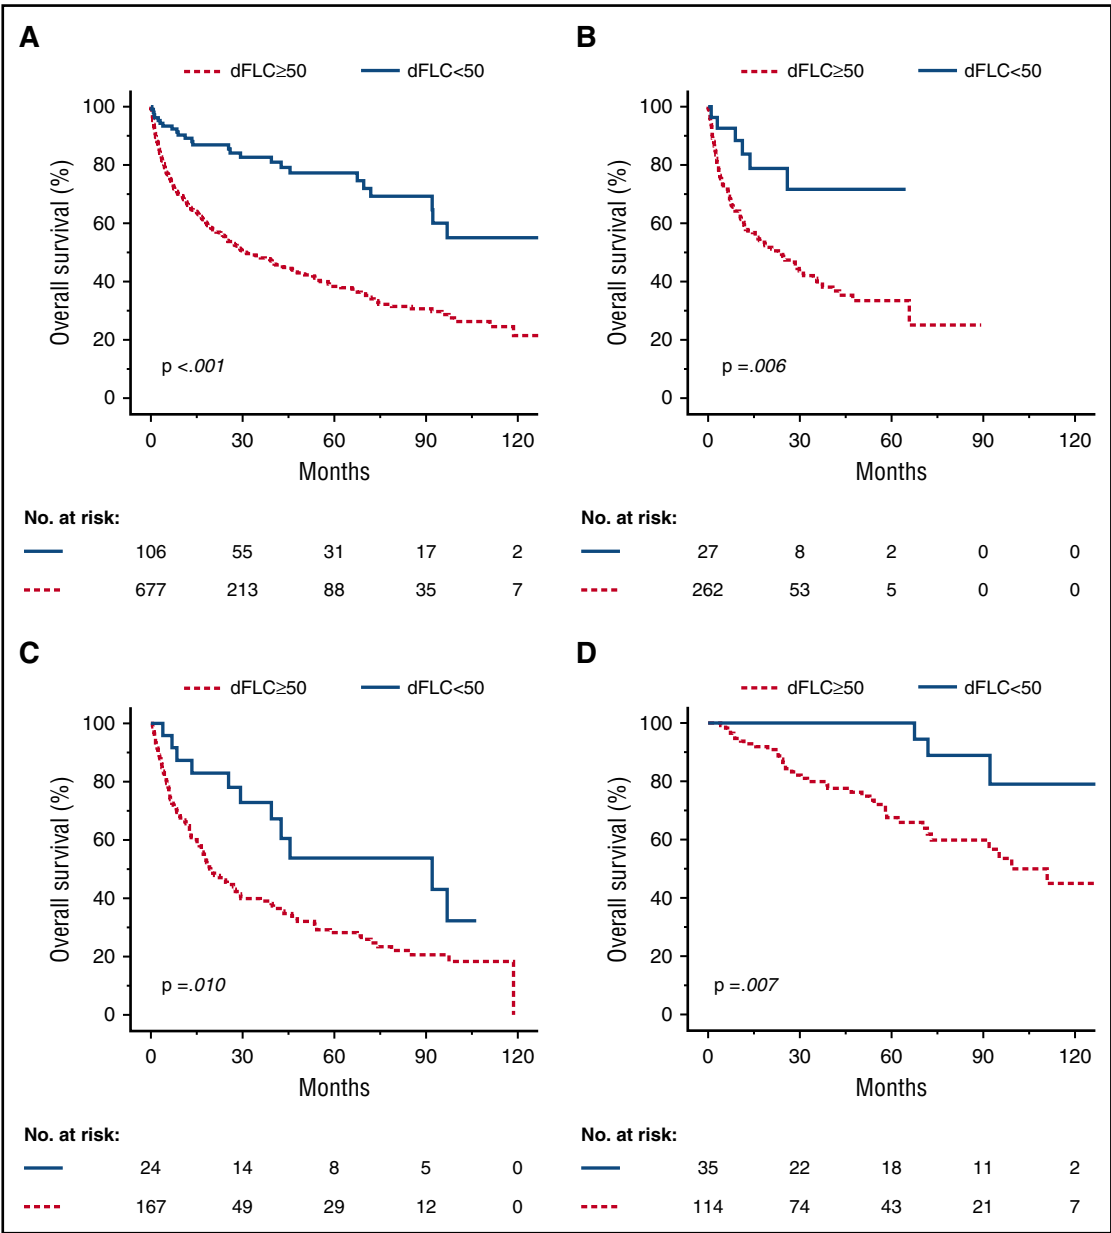 A B
dFLC≥50 dFLC<50 dFLC≥50 dFLC<50
100 100
80 80
60 60
40 40
20 20
0 0
Overall survival (%) Overall survival (%)
p <.001 p =.006
0 30 60 90 120 0 30 60 90 120
Months Months
No. at risk: No. at risk:
106 55 31 17 2 27 8 2 0 0
677 213 88 35 7 262 53 5 0 0
C D
dFLC≥50 dFLC<50 dFLC≥50 dFLC<50
100 100
80 80
60 60
40 40
20 20
0 0
Overall survival (%) Overall survival (%)
p =.010 p =.007
0 30 60 90 120 0 30 60 90 120
Months Months
No. at risk: No. at risk:
24 14 8 5 0 35 22 18 11 2
167 49 29 12 0 114 74 43 21 7